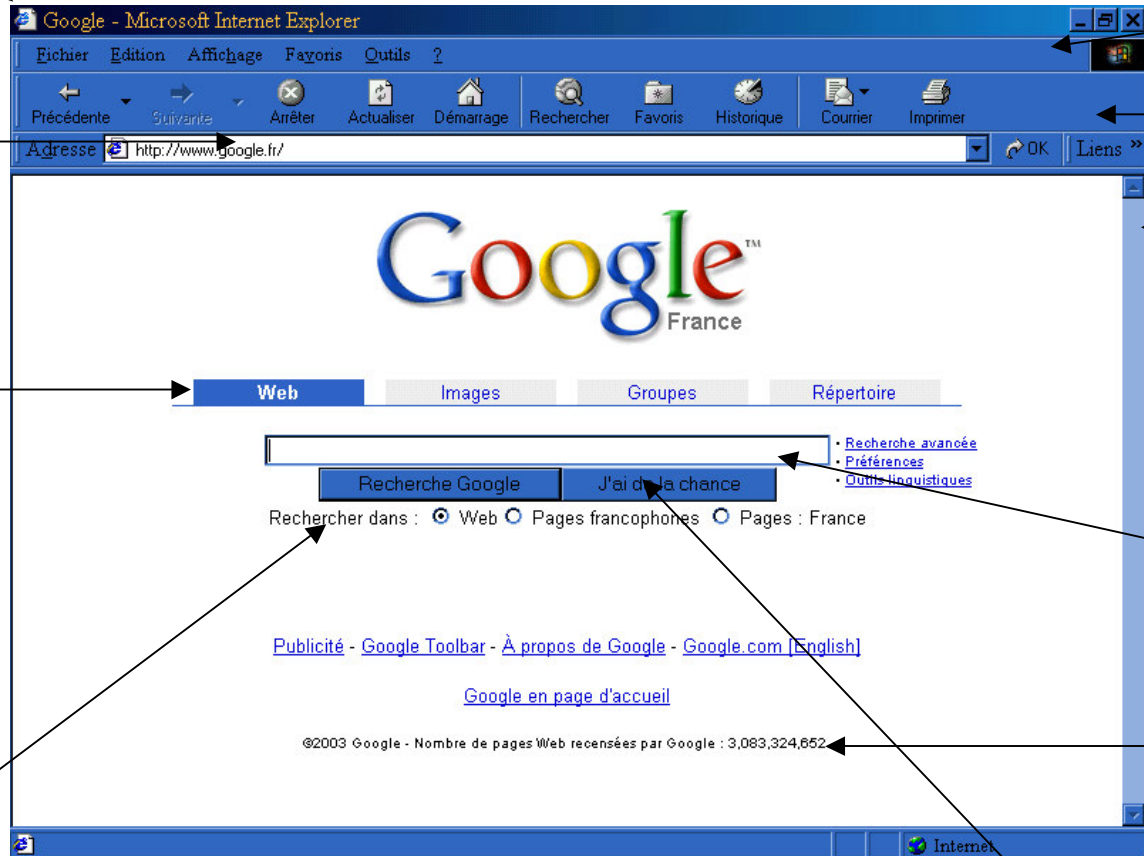 Google - Microsoft Internet Explorer
Fichier Edition Affichage Favoris Outils ?
Précédente Suivante Arrêter Actualiser Démarrage Rechercher Favoris Historique Courrier Imprimer
Adresse http://www.google.fr/ OK Liens »
Google™
France
Web Images Groupes Répertoire
• Recherche avancée
• Préférences
• Outils linguistiques
Recherche Google J'ai de la chance
Rechercher dans : Web Pages francophones Pages : France
Publicité - Google Toolbar - À propos de Google - Google.com [English]
Google en page d'accueil
©2003 Google - Nombre de pages Web recensées par Google : 3,083,324,652
Internet